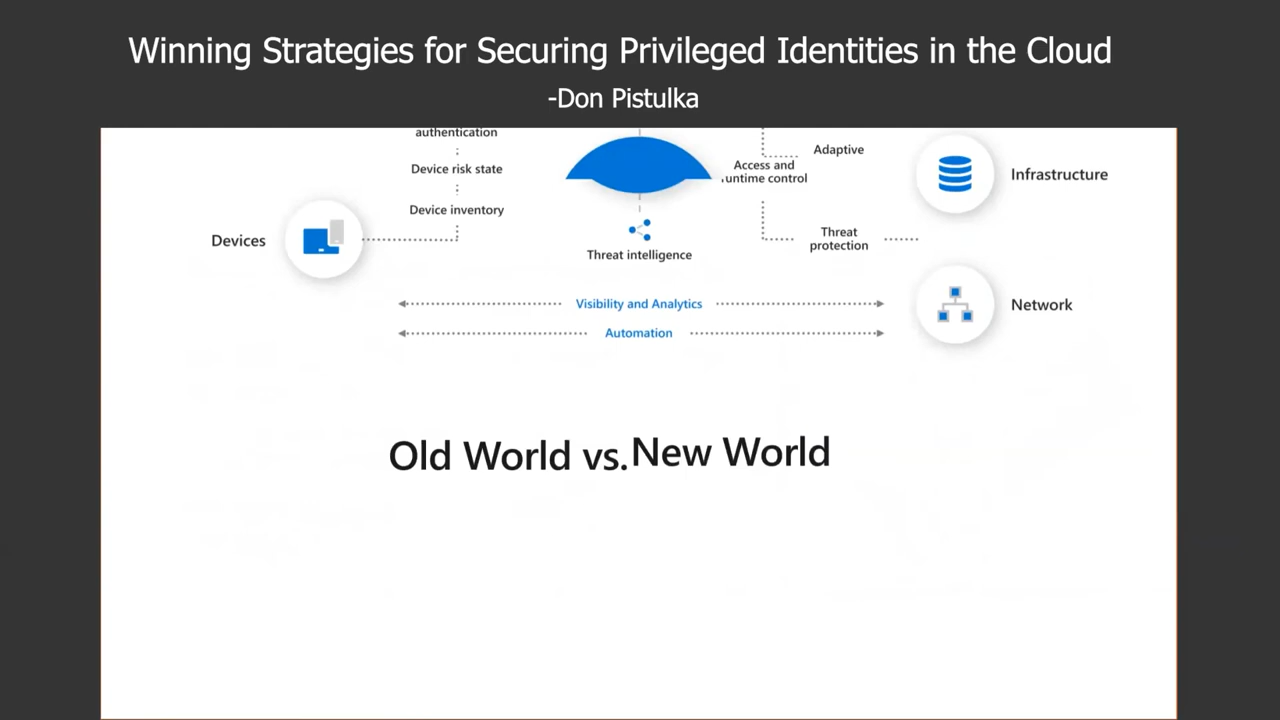 Winning Strategies for Securing Privileged Identities in the Cloud
-Don Pistulka
authentication
Device risk state
Device inventory
Devices
Threat intelligence
Adaptive
Access and
runtime control
Threat
protection
Infrastructure
Network
Visibility and Analytics
Automation
Old World vs. New World